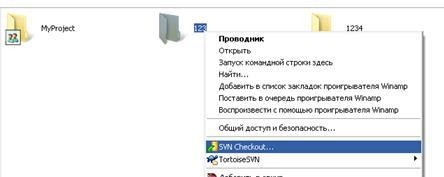 MyProject
123
1234
Проводник
Открыть
Запуск командной строки здесь
Найти...
Добавить в список закладок проигрывателя Winamp
Поставить в очередь проигрывателя Winamp
Воспроизвести с помощью проигрывателя Winamp
Общий доступ и безопасность...
SVN Checkout...
TortoiseSVN